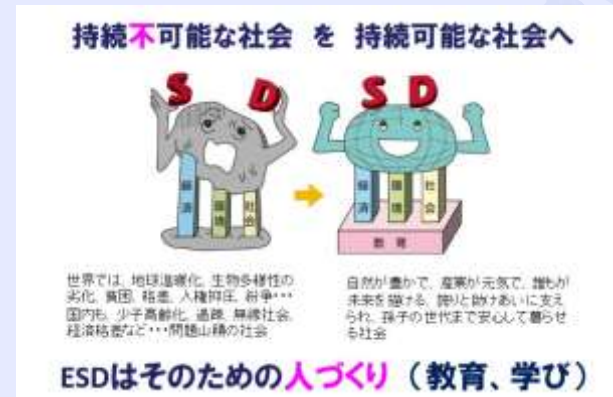 持続不可能な社会 を 持続可能な社会へ
S D
S D
経済
環境
社会
経済
環境
社会
教育
世界では、地球温暖化、生物多様性の
劣化、貧困、格差、人権抑圧、紛争・・・
国内も、少子高齢化、過疎、無縁社会、
経済格差など・・・問題山積の社会
自然が豊かで、産業が元気で、誰もが
未来を描ける、誇りと助けあいに支え
られ、孫子の世代まで安心して暮らせ
る社会
ESDはそのための人づくり（教育、学び）